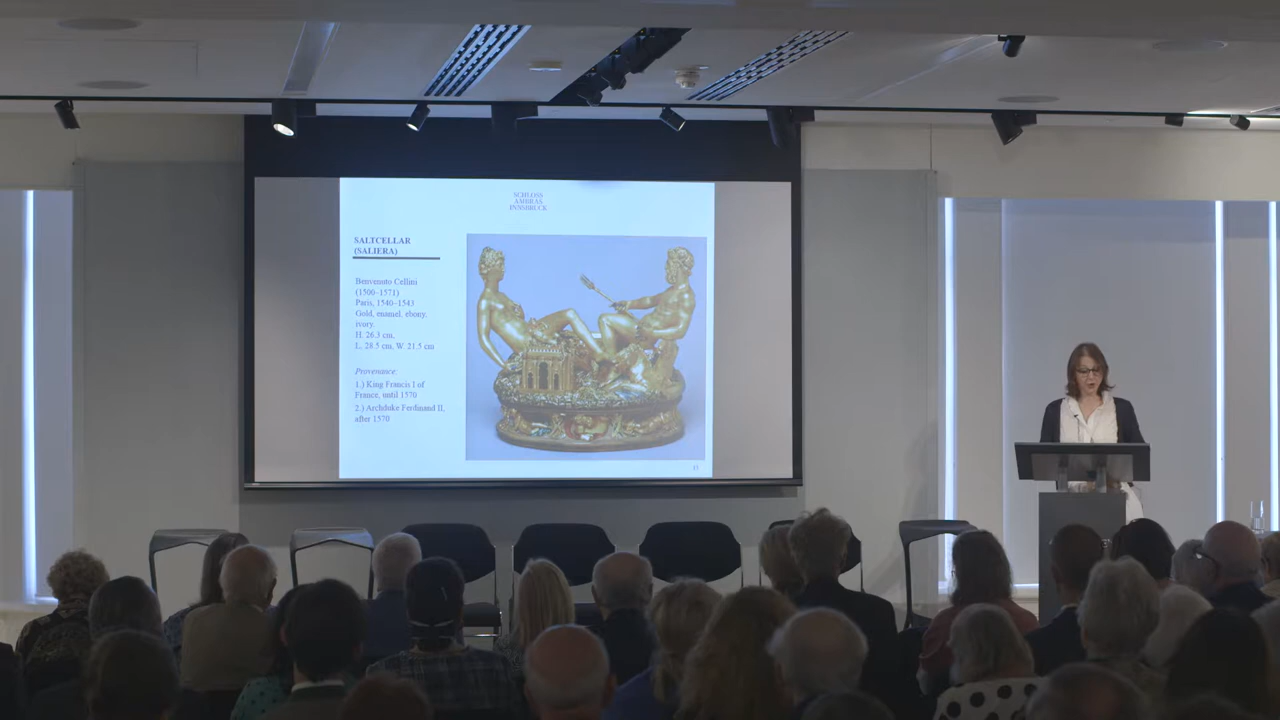 SCHLOSS
AMBRAS
INNSBRUCK
SALTCELLAR
(SALIERA)
Benvenuto Cellini
(1500–1571)
Paris, 1540–1543
Gold, enamel, ebony,
ivory.
H. 26.3 cm,
L. 28.5 cm, W. 21.5 cm
Provenance:
1.) King Francis I of
France, until 1570
2.) Archduke Ferdinand II,
after 1570